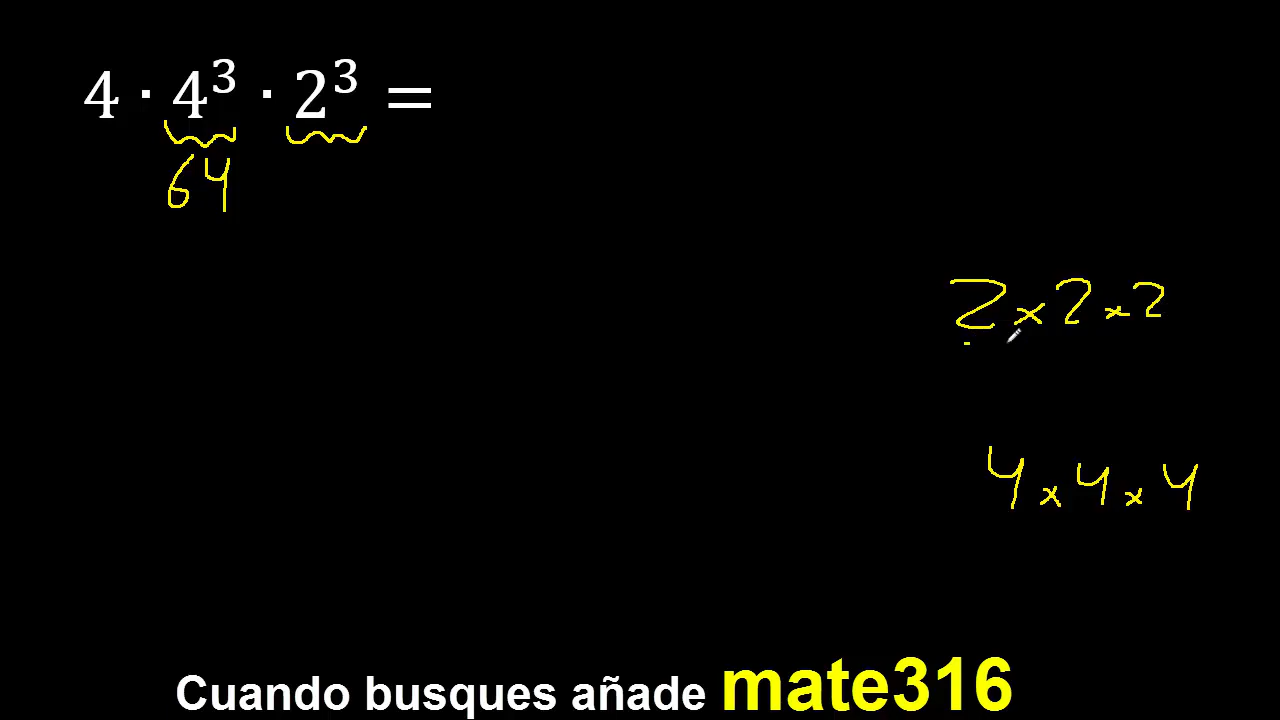 4 · 4³ · 2³ =
64
2 x 2 x 2
4 x 4 x 4
Cuando busques añade mate316